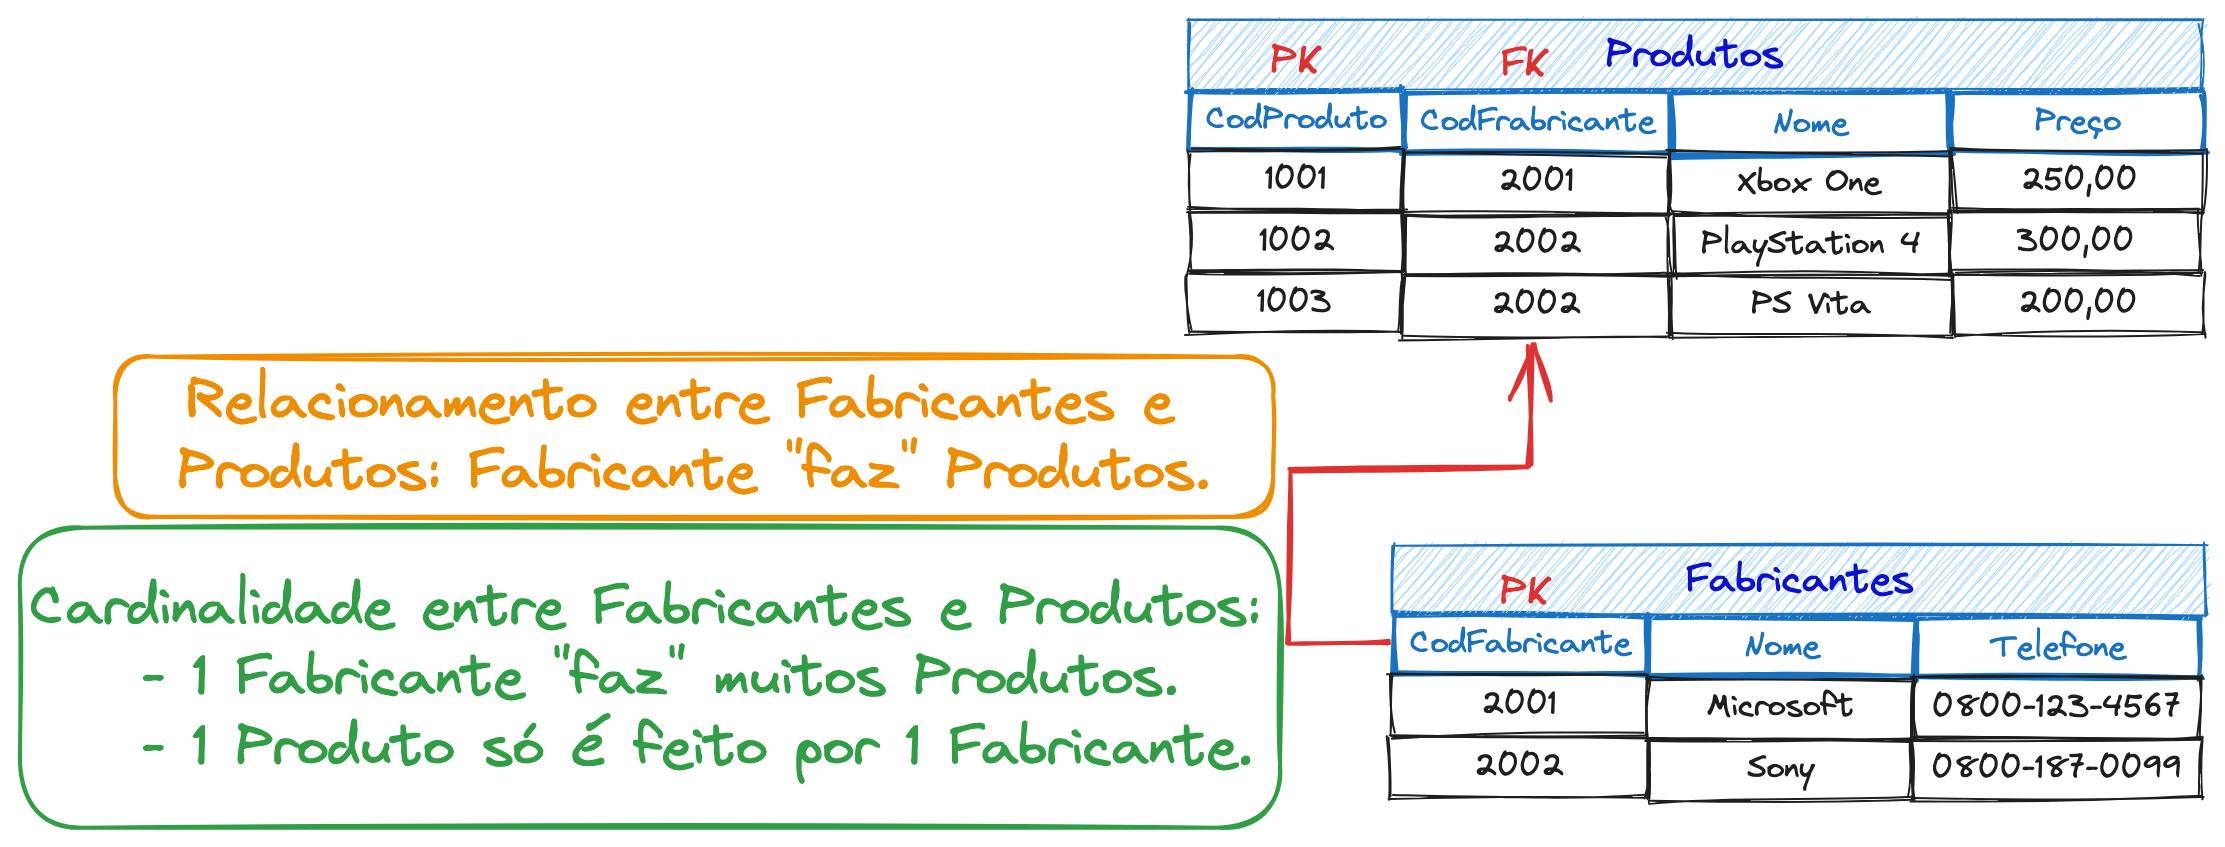 PK FK Produtos
CodProduto CodFrabricante Nome Preço
1001 2001 Xbox One 250,00
1002 2002 PlayStation 4 300,00
1003 2002 PS Vita 200,00
Relacionamento entre Fabricantes e
Produtos: Fabricante "faz" Produtos.
Cardinalidade entre Fabricantes e Produtos:
- 1 Fabricante "faz" muitos Produtos.
- 1 Produto só é feito por 1 Fabricante.
PK Fabricantes
CodFabricante Nome Telefone
2001 Microsoft 0800-123-4567
2002 Sony 0800-187-0099